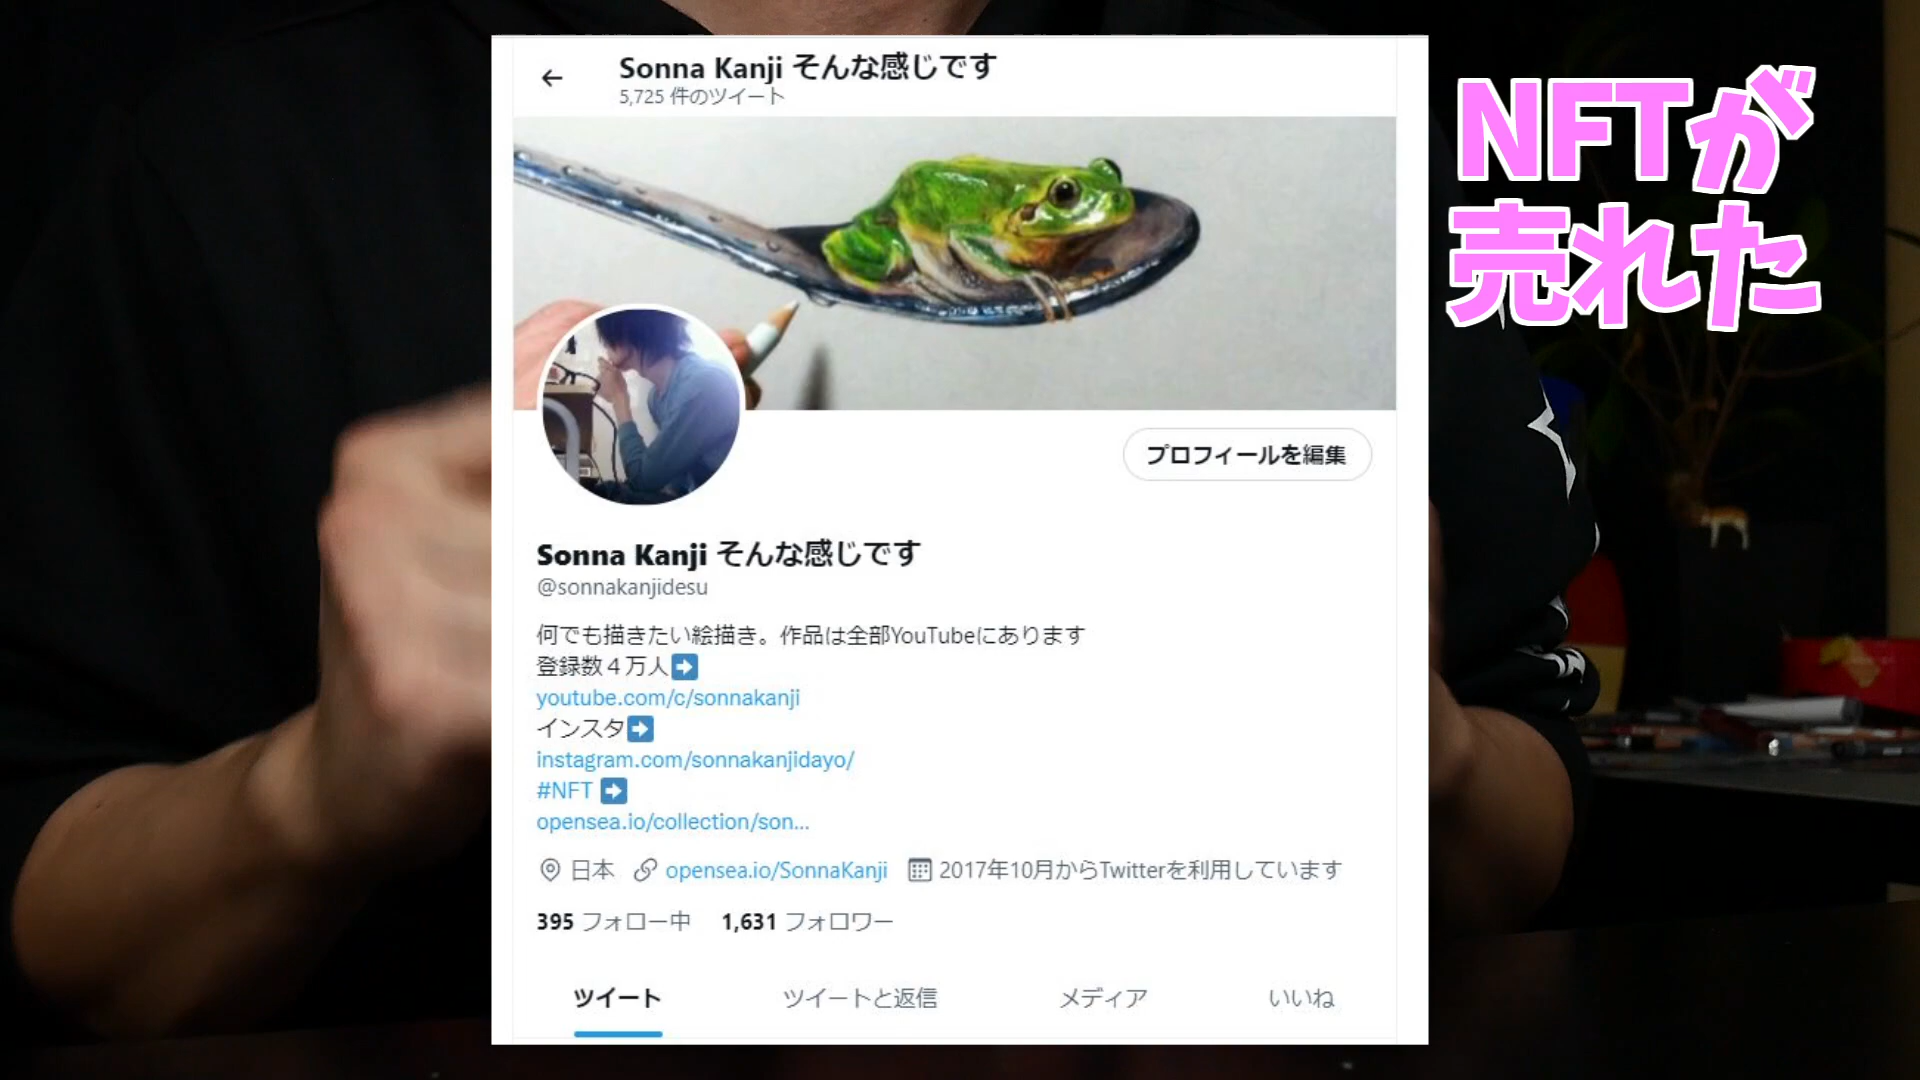 Sonna Kanji そんな感じです
5,725 件のツイート
NFTが
売れた
プロフィールを編集
Sonna Kanji そんな感じです
@sonnakanjidesu
何でも描きたい絵描き。作品は全部YouTubeにあります
登録数４万人➡
youtube.com/c/sonnakanji
インスタ➡
instagram.com/sonnakanjidayo/
#NFT ➡
opensea.io/collection/son...
日本 opensea.io/SonnaKanji 2017年10月からTwitterを利用しています
395 フォロー中 1,631 フォロワー
ツイート ツイートと返信 メディア いいね